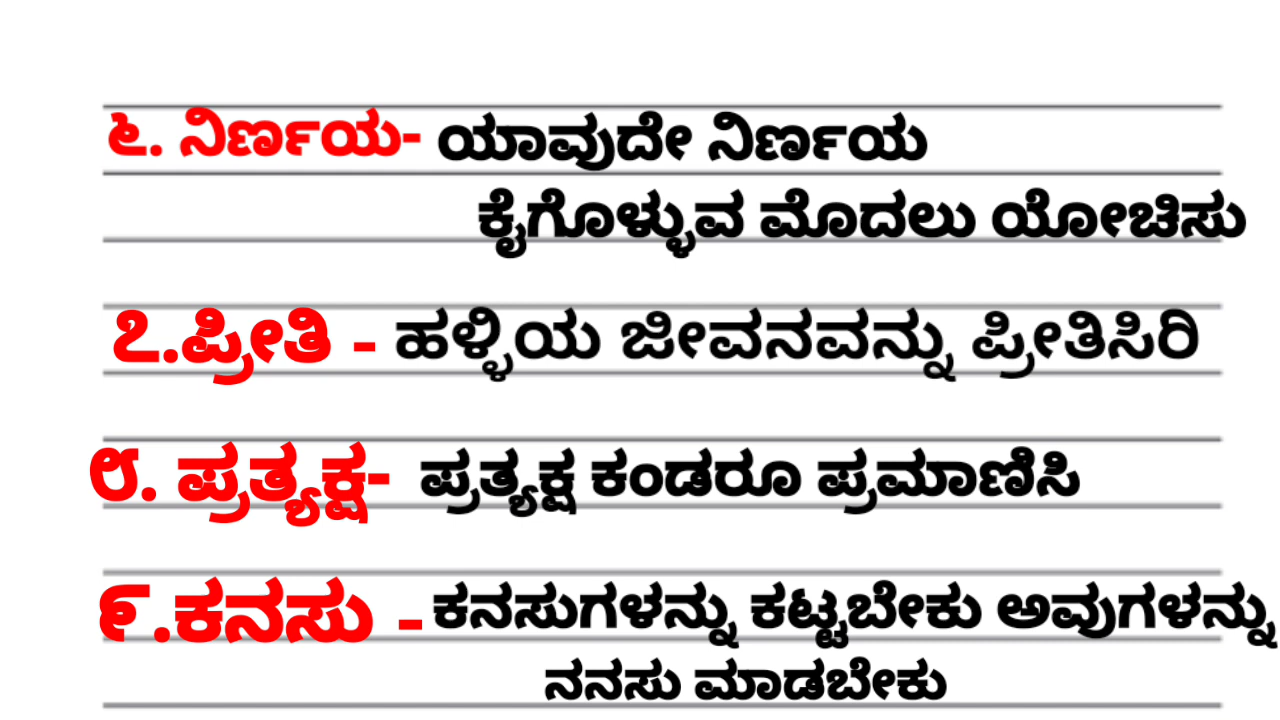 ೬. ನಿರ್ಣಯ- ಯಾವುದೇ ನಿರ್ಣಯ
ಕೈಗೊಳ್ಳುವ ಮೊದಲು ಯೋಚಿಸು
೭.ಪ್ರೀತಿ - ಹಳ್ಳಿಯ ಜೀವನವನ್ನು ಪ್ರೀತಿಸಿರಿ
೮. ಪ್ರತ್ಯಕ್ಷ- ಪ್ರತ್ಯಕ್ಷ ಕಂಡರೂ ಪ್ರಮಾಣಿಸಿ
೯.ಕನಸು - ಕನಸುಗಳನ್ನು ಕಟ್ಟಬೇಕು ಅವುಗಳನ್ನು
ನನಸು ಮಾಡಬೇಕು